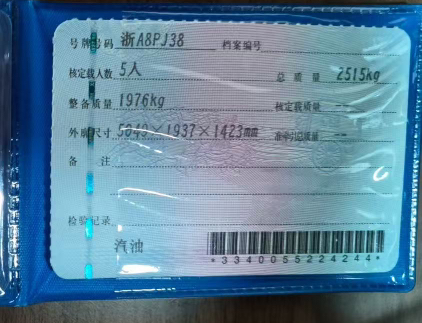 号牌号码 浙A8PJ38 档案编号
核定载人数 5人 总质量 2515kg
整备质量 1976kg 核定载质量 --
外廓尺寸 5049×1937×1423mm 准牵引总质量 --
备注
检验记录
汽油
*3340055224244*